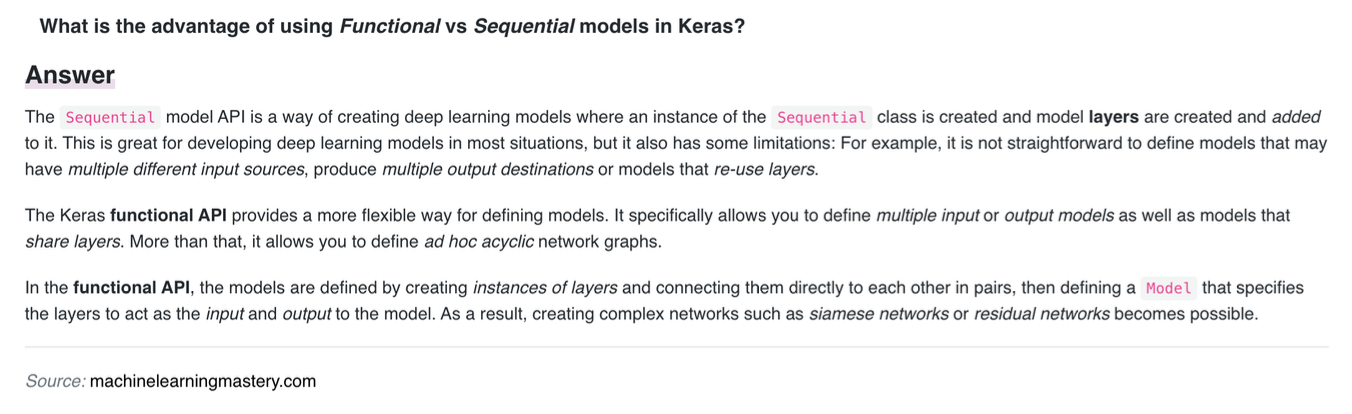 What is the advantage of using Functional vs Sequential models in Keras?
Answer
The Sequential model API is a way of creating deep learning models where an instance of the Sequential class is created and model layers are created and added
to it. This is great for developing deep learning models in most situations, but it also has some limitations: For example, it is not straightforward to define models that may
have multiple different input sources, produce multiple output destinations or models that re-use layers.
The Keras functional API provides a more flexible way for defining models. It specifically allows you to define multiple input or output models as well as models that
share layers. More than that, it allows you to define ad hoc acyclic network graphs.
In the functional API, the models are defined by creating instances of layers and connecting them directly to each other in pairs, then defining a Model that specifies
the layers to act as the input and output to the model. As a result, creating complex networks such as siamese networks or residual networks becomes possible.
Source: machinelearningmastery.com